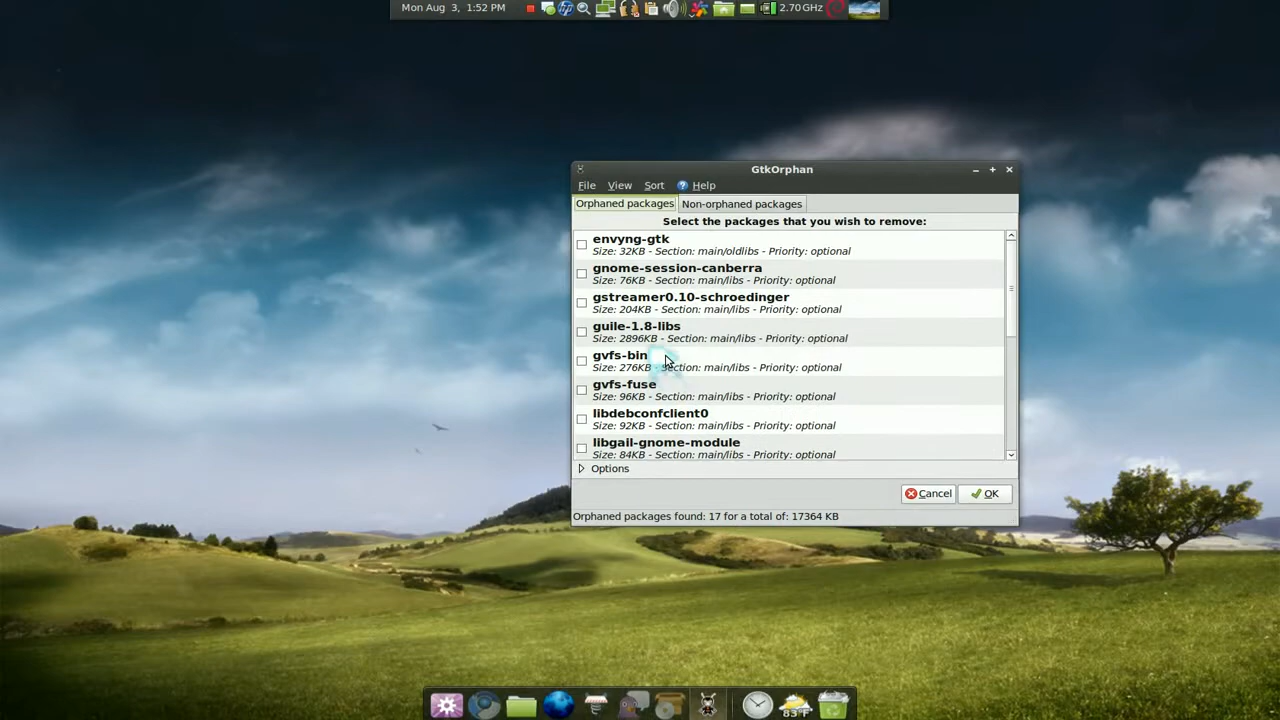 Mon Aug 3, 1:52 PM
2.70 GHz
GtkOrphan
File View Sort Help
Orphaned packages Non-orphaned packages
Select the packages that you wish to remove:
envyng-gtk
Size: 32KB - Section: main/oldlibs - Priority: optional
gnome-session-canberra
Size: 76KB - Section: main/libs - Priority: optional
gstreamer0.10-schroedinger
Size: 204KB - Section: main/libs - Priority: optional
guile-1.8-libs
Size: 2896KB - Section: main/libs - Priority: optional
gvfs-bin
Size: 276KB - Section: main/libs - Priority: optional
gvfs-fuse
Size: 96KB - Section: main/libs - Priority: optional
libdebconfclient0
Size: 92KB - Section: main/libs - Priority: optional
libgail-gnome-module
Size: 84KB - Section: main/libs - Priority: optional
Options
Cancel OK
Orphaned packages found: 17 for a total of: 17364 KB
83°F